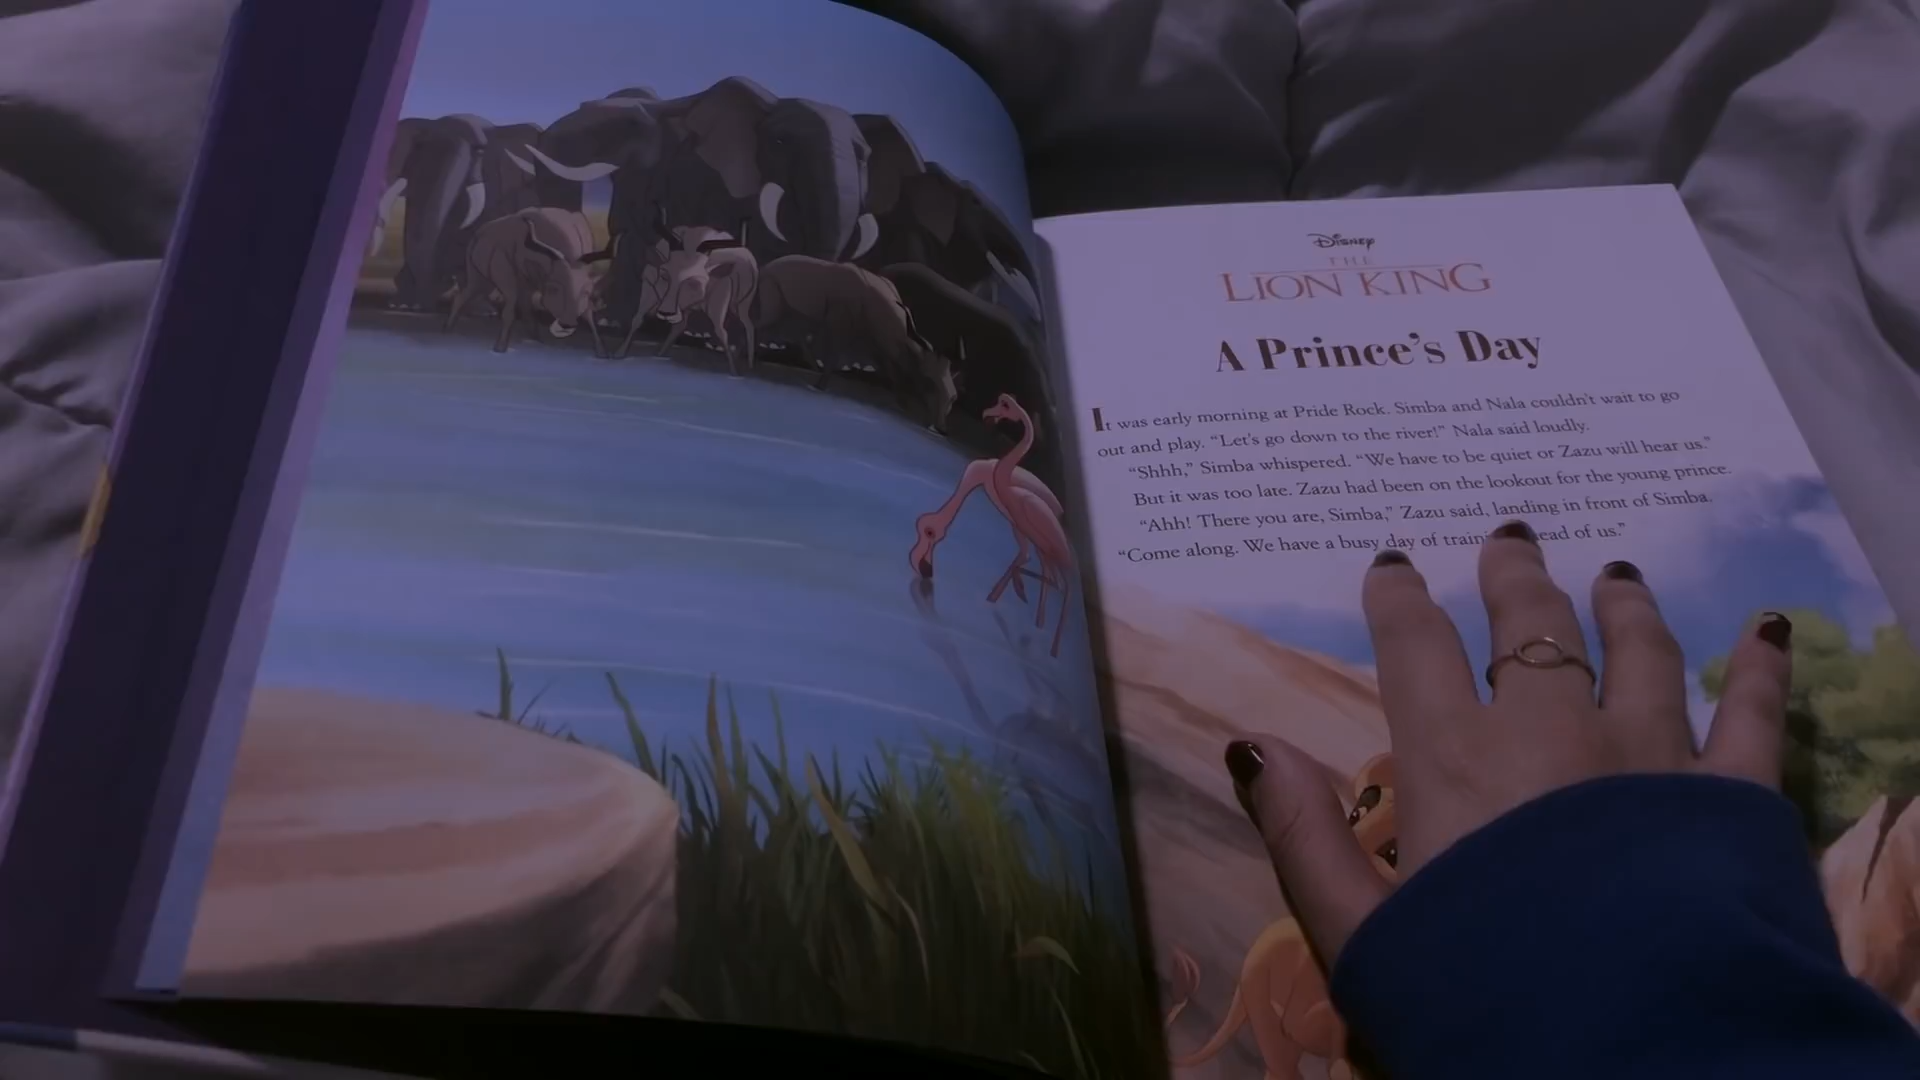 Disney
THE
LION KING
A Prince's Day
It was early morning at Pride Rock. Simba and Nala couldn't wait to go
out and play. “Let's go down to the river!” Nala said loudly.
“Shhh,” Simba whispered. “We have to be quiet or Zazu will hear us.”
But it was too late. Zazu had been on the lookout for the young prince.
“Ahh! There you are, Simba,” Zazu said, landing in front of Simba.
“Come along. We have a busy day of of us.”